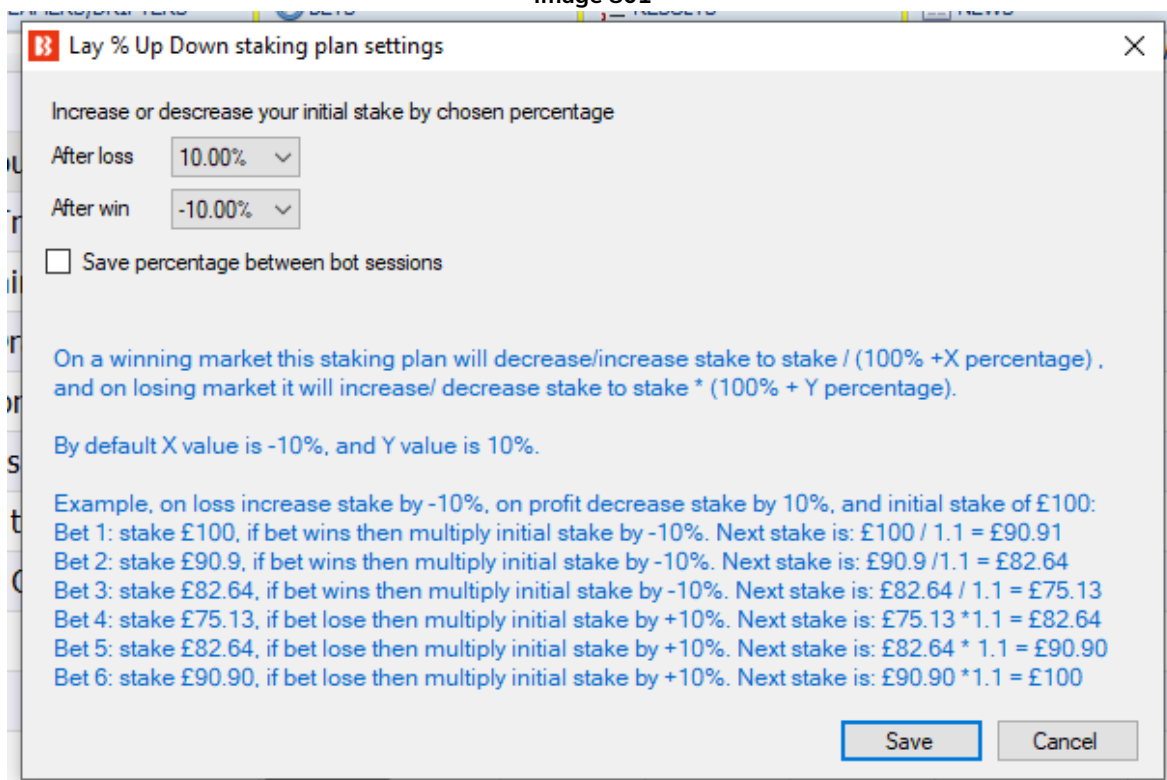 Image 801
Lay % Up Down staking plan settings
Increase or descrease your initial stake by chosen percentage
After loss 10.00%
After win -10.00%
Save percentage between bot sessions
On a winning market this staking plan will decrease/increase stake to stake / (100% +X percentage) ,
and on losing market it will increase/ decrease stake to stake * (100% + Y percentage).
By default X value is -10%, and Y value is 10%.
Example, on loss increase stake by -10%, on profit decrease stake by 10%, and initial stake of £100:
Bet 1: stake £100, if bet wins then multiply initial stake by -10%. Next stake is: £100 / 1.1 = £90.91
Bet 2: stake £90.9, if bet wins then multiply initial stake by -10%. Next stake is: £90.9 /1.1 = £82.64
Bet 3: stake £82.64, if bet wins then multiply initial stake by -10%. Next stake is: £82.64 / 1.1 = £75.13
Bet 4: stake £75.13, if bet lose then multiply initial stake by +10%. Next stake is: £75.13 *1.1 = £82.64
Bet 5: stake £82.64, if bet lose then multiply initial stake by +10%. Next stake is: £82.64 * 1.1 = £90.90
Bet 6: stake £90.90, if bet lose then multiply initial stake by +10%. Next stake is: £90.90 *1.1 = £100
Save Cancel